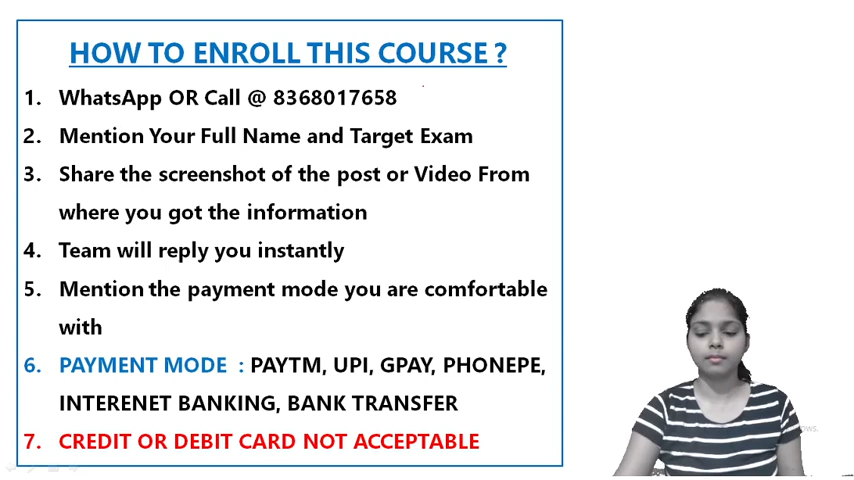 HOW TO ENROLL THIS COURSE ?
1. WhatsApp OR Call @ 8368017658
2. Mention Your Full Name and Target Exam
3. Share the screenshot of the post or Video From
where you got the information
4. Team will reply you instantly
5. Mention the payment mode you are comfortable
with
6. PAYMENT MODE : PAYTM, UPI, GPAY, PHONEPE,
INTERENET BANKING, BANK TRANSFER
7. CREDIT OR DEBIT CARD NOT ACCEPTABLE